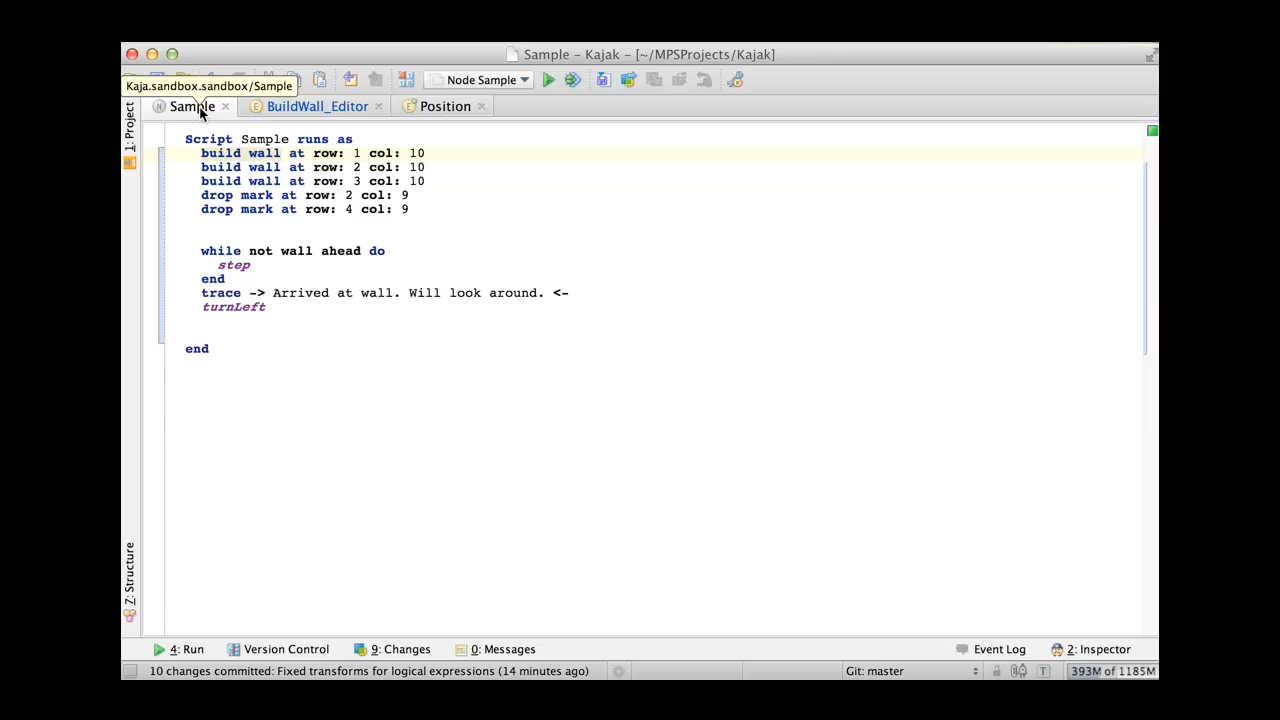 Sample – Kajak – [~/MPSProjects/Kajak]
Node Sample
Kaja.sandbox.sandbox/Sample
Sample
BuildWall_Editor
Position
1: Project
Script Sample runs as
build wall at row: 1 col: 10
build wall at row: 2 col: 10
build wall at row: 3 col: 10
drop mark at row: 2 col: 9
drop mark at row: 4 col: 9
while not wall ahead do
step
end
trace -> Arrived at wall. Will look around. <-
turnLeft
end
7: Structure
4: Run
Version Control
9: Changes
0: Messages
Event Log
2: Inspector
10 changes committed: Fixed transforms for logical expressions (14 minutes ago)
Git: master
T
393M of 1185M